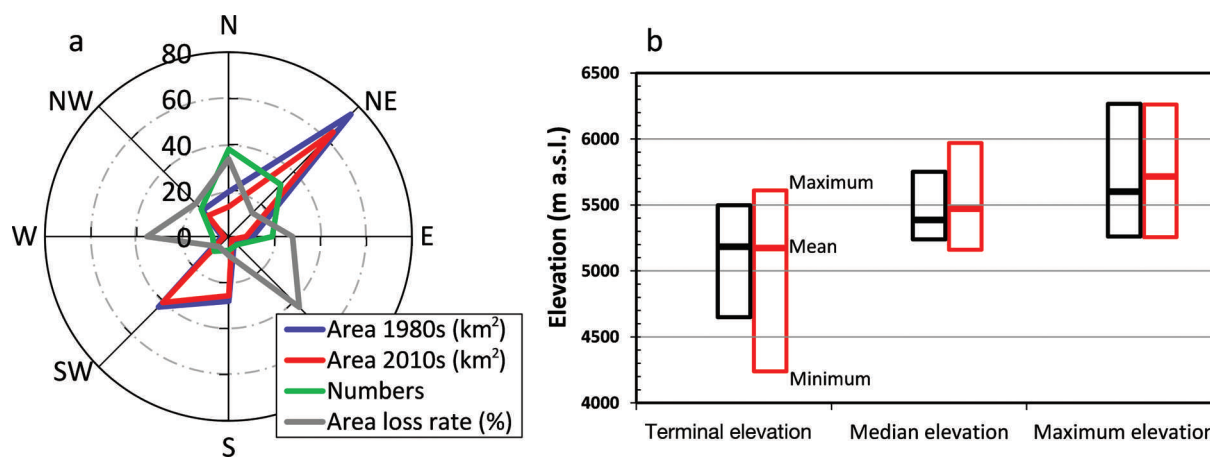 a
N
NE
E
S
SW
W
NW
80
60
40
20
0
Area 1980s (km²)
Area 2010s (km²)
Numbers
Area loss rate (%)
b
Elevation (m a.s.l.)
6500
6000
5500
5000
4500
4000
Maximum
Mean
Minimum
Terminal elevation
Median elevation
Maximum elevation